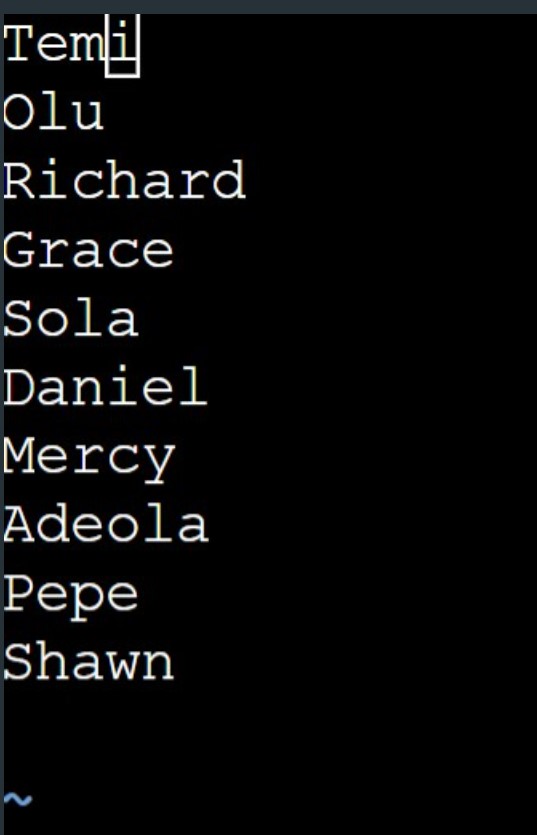 Temi
Olu
Richard
Grace
Sola
Daniel
Mercy
Adeola
Pepe
Shawn
~